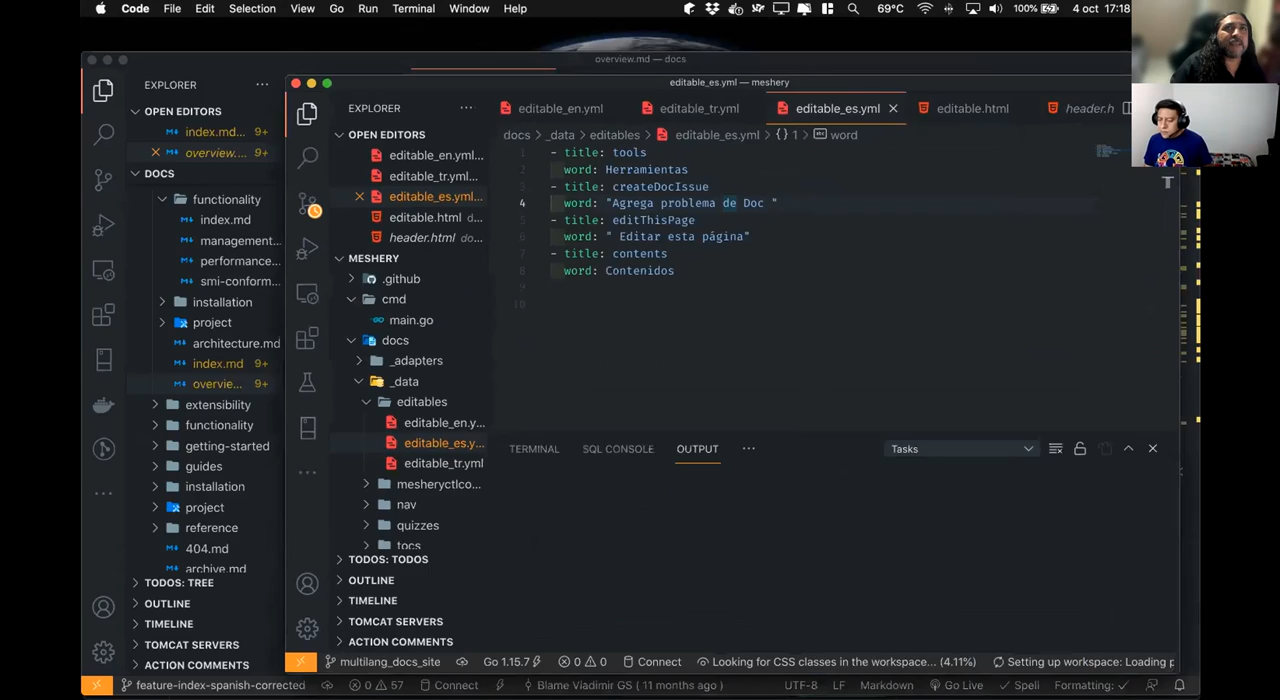 Code File Edit Selection View Go Run Terminal Window Help 69°C 100% 4 oct 17:18
overview.md — docs
EXPLORER ...
OPEN EDITORS
index.md... 9+
overview.... 9+
DOCS
functionality
index.md
management...
performance...
smi-conform...
installation
project
architecture.md
index.md 9+
overvie... 9+
extensibility
functionality
getting-started
guides
installation
project
reference
404.md
archive.md
TODOS: TREE
OUTLINE
TIMELINE
TOMCAT SERVERS
ACTION COMMENTS
editable_es.yml — meshery
EXPLORER ...
OPEN EDITORS
editable_en.yml...
editable_tr.yml...
editable_es.yml...
editable.html d...
header.html do...
MESHERY
.github
cmd
main.go
docs
_adapters
_data
editables
editable_en.y...
editable_es.y...
editable_tr.yml
mesheryctlco...
nav
quizzes
tocs
TODOS: TODOS
OUTLINE
TIMELINE
TOMCAT SERVERS
ACTION COMMENTS
editable_en.yml editable_tr.yml editable_es.yml editable.html header.h
docs > _data > editables > editable_es.yml > {} 1 > word
1 - title: tools
2 word: Herramientas
3 - title: createDocIssue
4 word: "Agrega problema de Doc "
5 - title: editThisPage
6 word: " Editar esta página"
7 - title: contents
8 word: Contenidos
9
10
TERMINAL SQL CONSOLE OUTPUT ... Tasks
multilang_docs_site Go 1.15.7 0 0 Connect Looking for CSS classes in the workspace... (4.11%) Setting up workspace: Loading p
feature-index-spanish-corrected 0 57 Connect Blame Vladimir GS ( 11 months ago ) UTF-8 LF Markdown Go Live Spell Formatting: